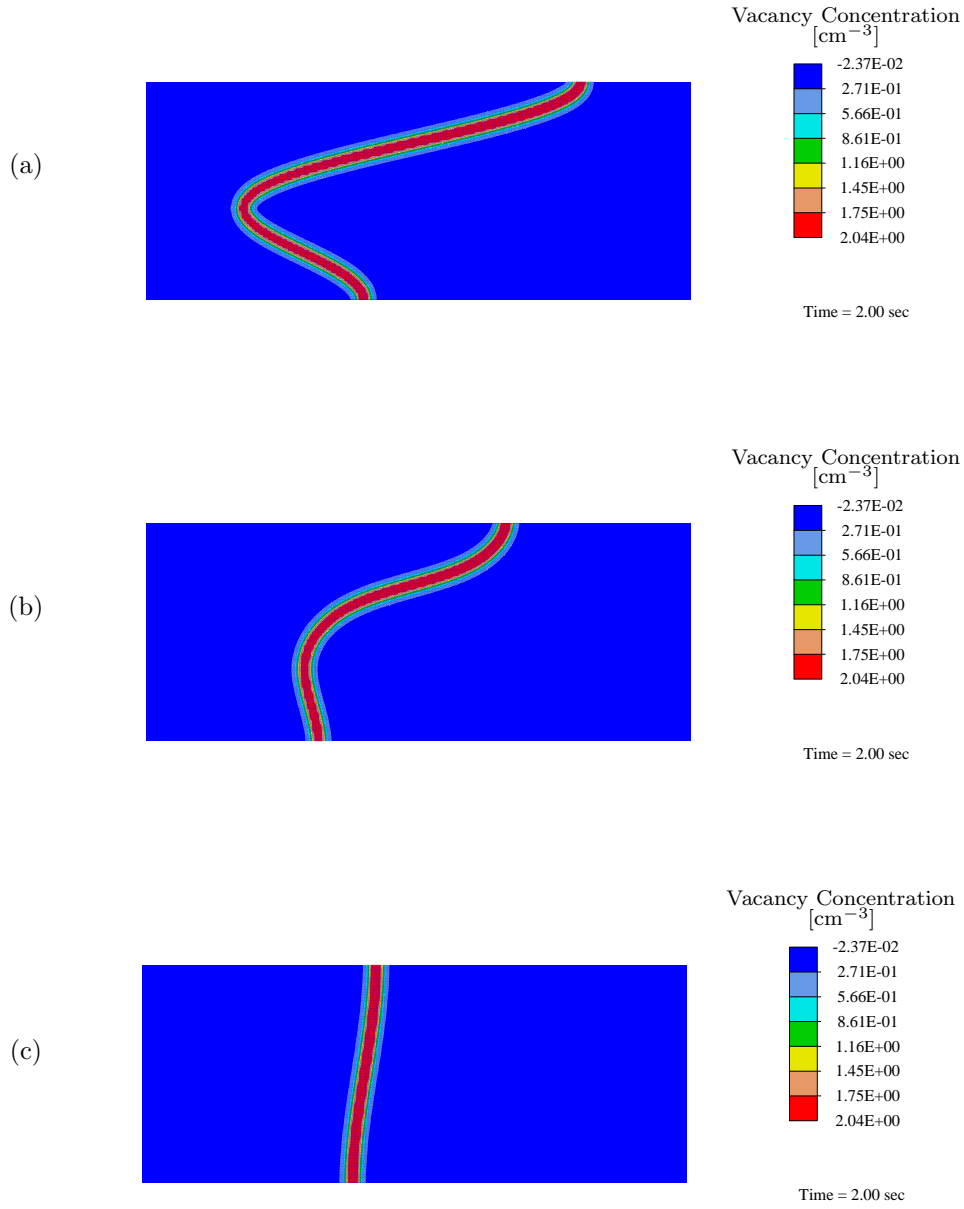 Vacancy Concentration
[cm−3]
-2.37E-02
2.71E-01
5.66E-01
8.61E-01
1.16E+00
1.45E+00
1.75E+00
2.04E+00
Time = 2.00 sec
(a)
Vacancy Concentration
[cm−3]
-2.37E-02
2.71E-01
5.66E-01
8.61E-01
1.16E+00
1.45E+00
1.75E+00
2.04E+00
Time = 2.00 sec
(b)
Vacancy Concentration
[cm−3]
-2.37E-02
2.71E-01
5.66E-01
8.61E-01
1.16E+00
1.45E+00
1.75E+00
2.04E+00
Time = 2.00 sec
(c)